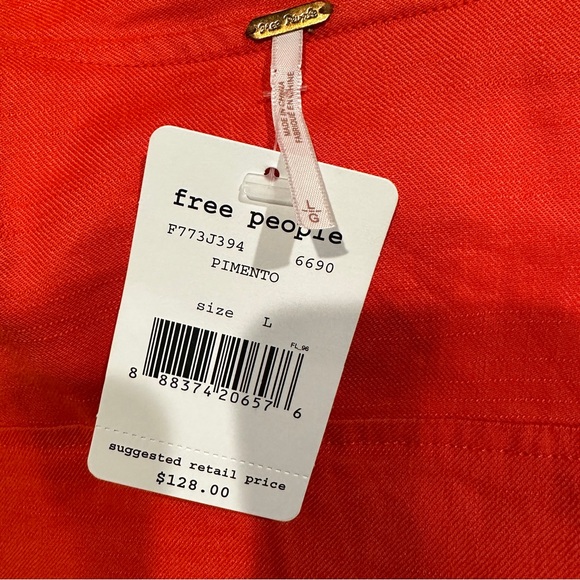 free people
MADE IN CHINA
FABRIQUÉ EN CHINE
L
G
free people
F773J394 6690
PIMENTO
size L
FL_96
8 88374 20657 6
suggested retail price
$128.00